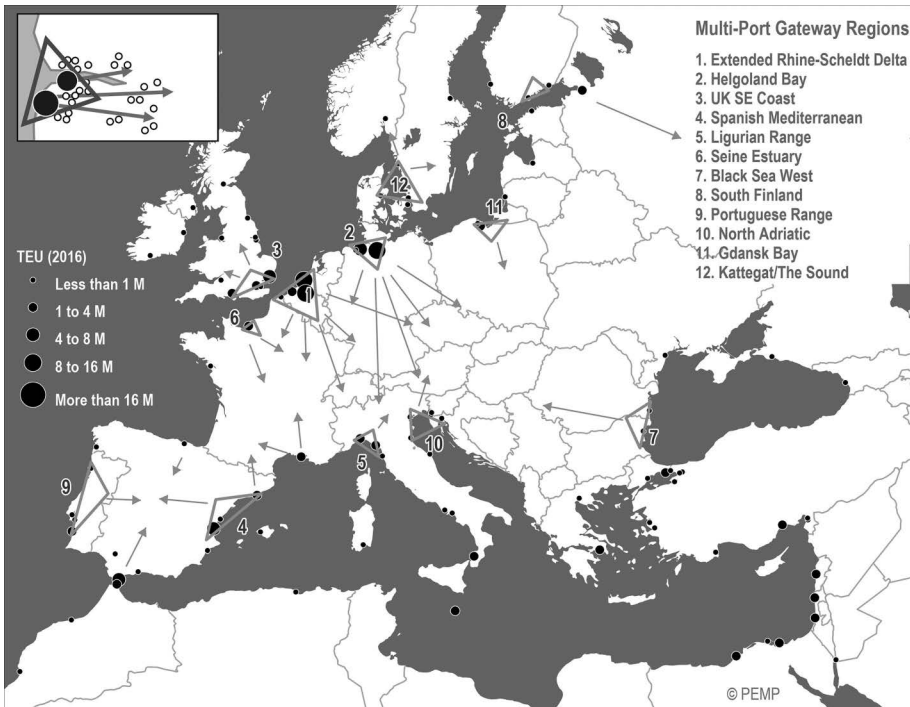 Multi-Port Gateway Regions
1. Extended Rhine-Scheldt Delta
2. Helgoland Bay
3. UK SE Coast
4. Spanish Mediterranean
5. Ligurian Range
6. Seine Estuary
7. Black Sea West
8. South Finland
9. Portuguese Range
10. North Adriatic
11. Gdansk Bay
12. Kattegat/The Sound
8
12
11
2
3
1
6
TEU (2016)
Less than 1 M
1 to 4 M
4 to 8 M
8 to 16 M
More than 16 M
7
10
5
9
4
© PEMP